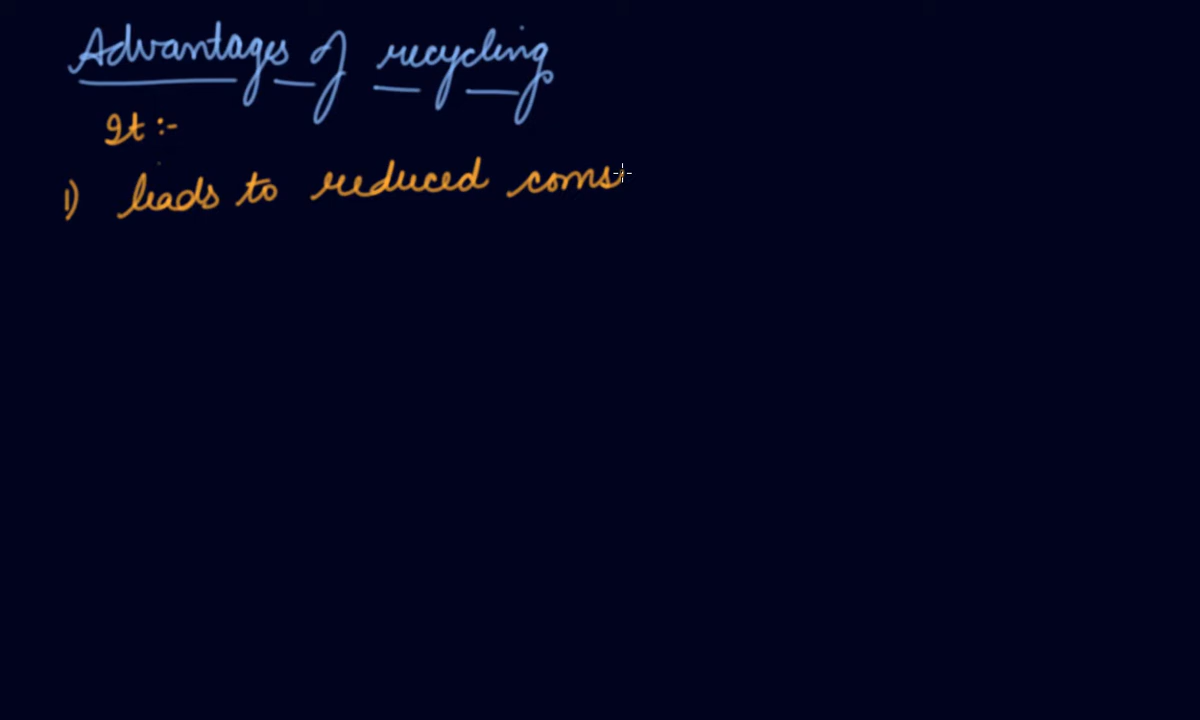 Advantages of recycling
It :-
1) leads to reduced cons